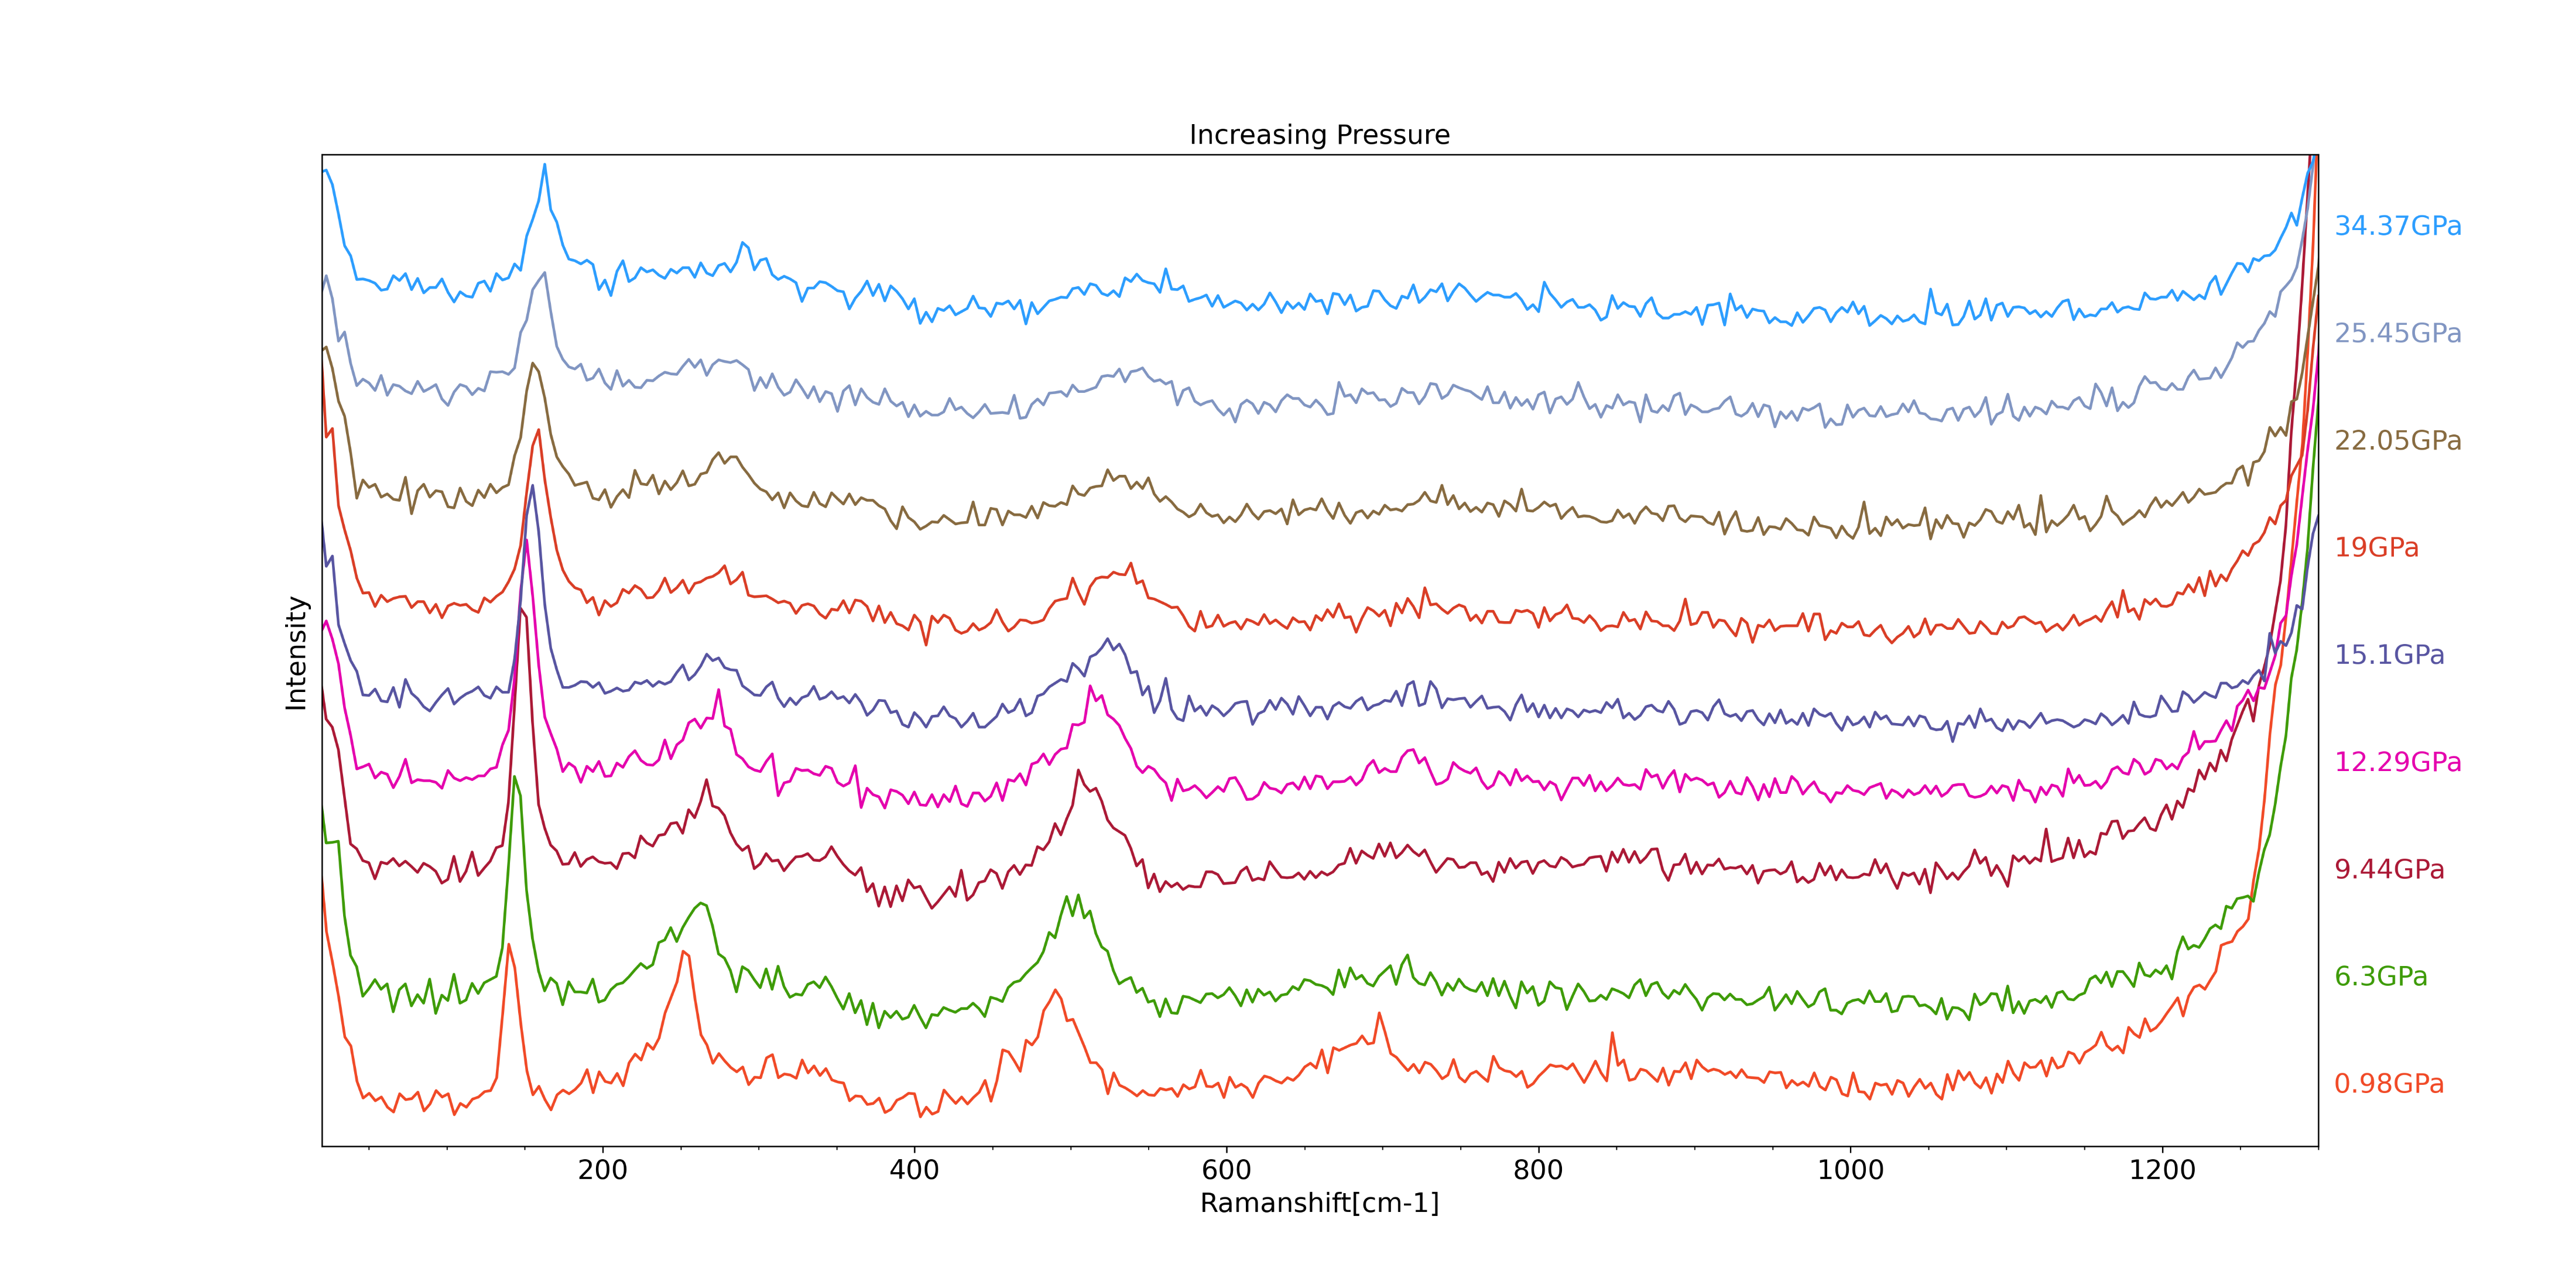 Increasing Pressure
34.37GPa
25.45GPa
22.05GPa
19GPa
15.1GPa
12.29GPa
9.44GPa
6.3GPa
0.98GPa
Intensity
200 400 600 800 1000 1200
Ramanshift[cm-1]